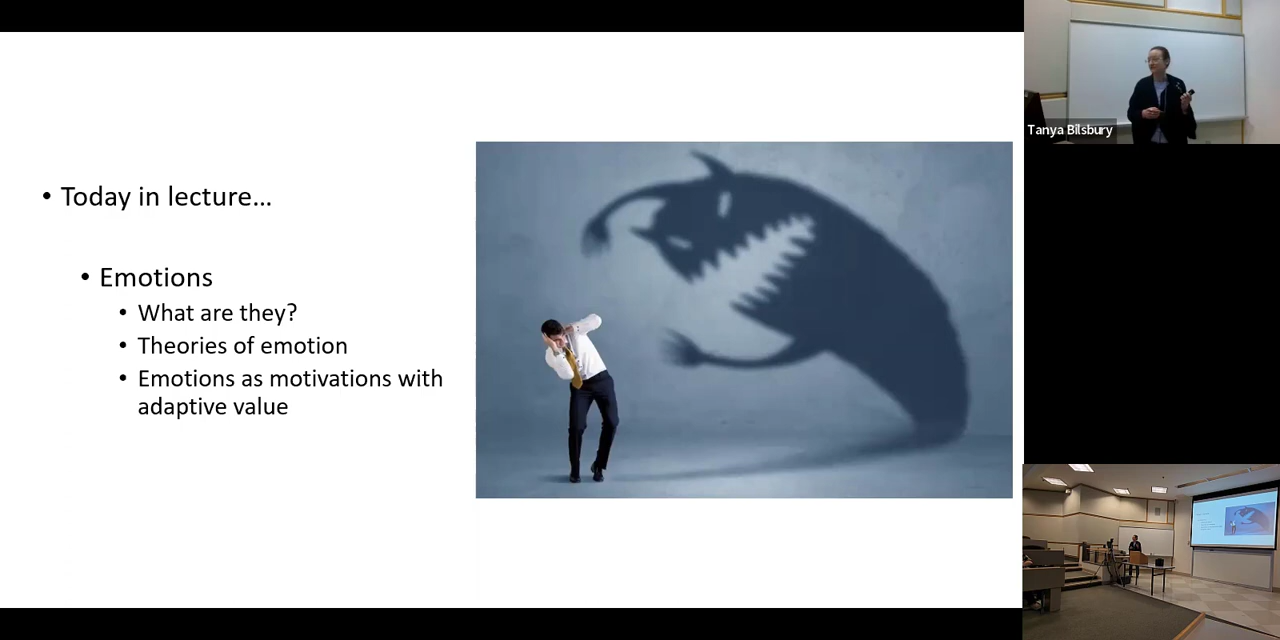 • Today in lecture...
• Emotions
• What are they?
• Theories of emotion
• Emotions as motivations with
adaptive value
Tanya Bilsbury